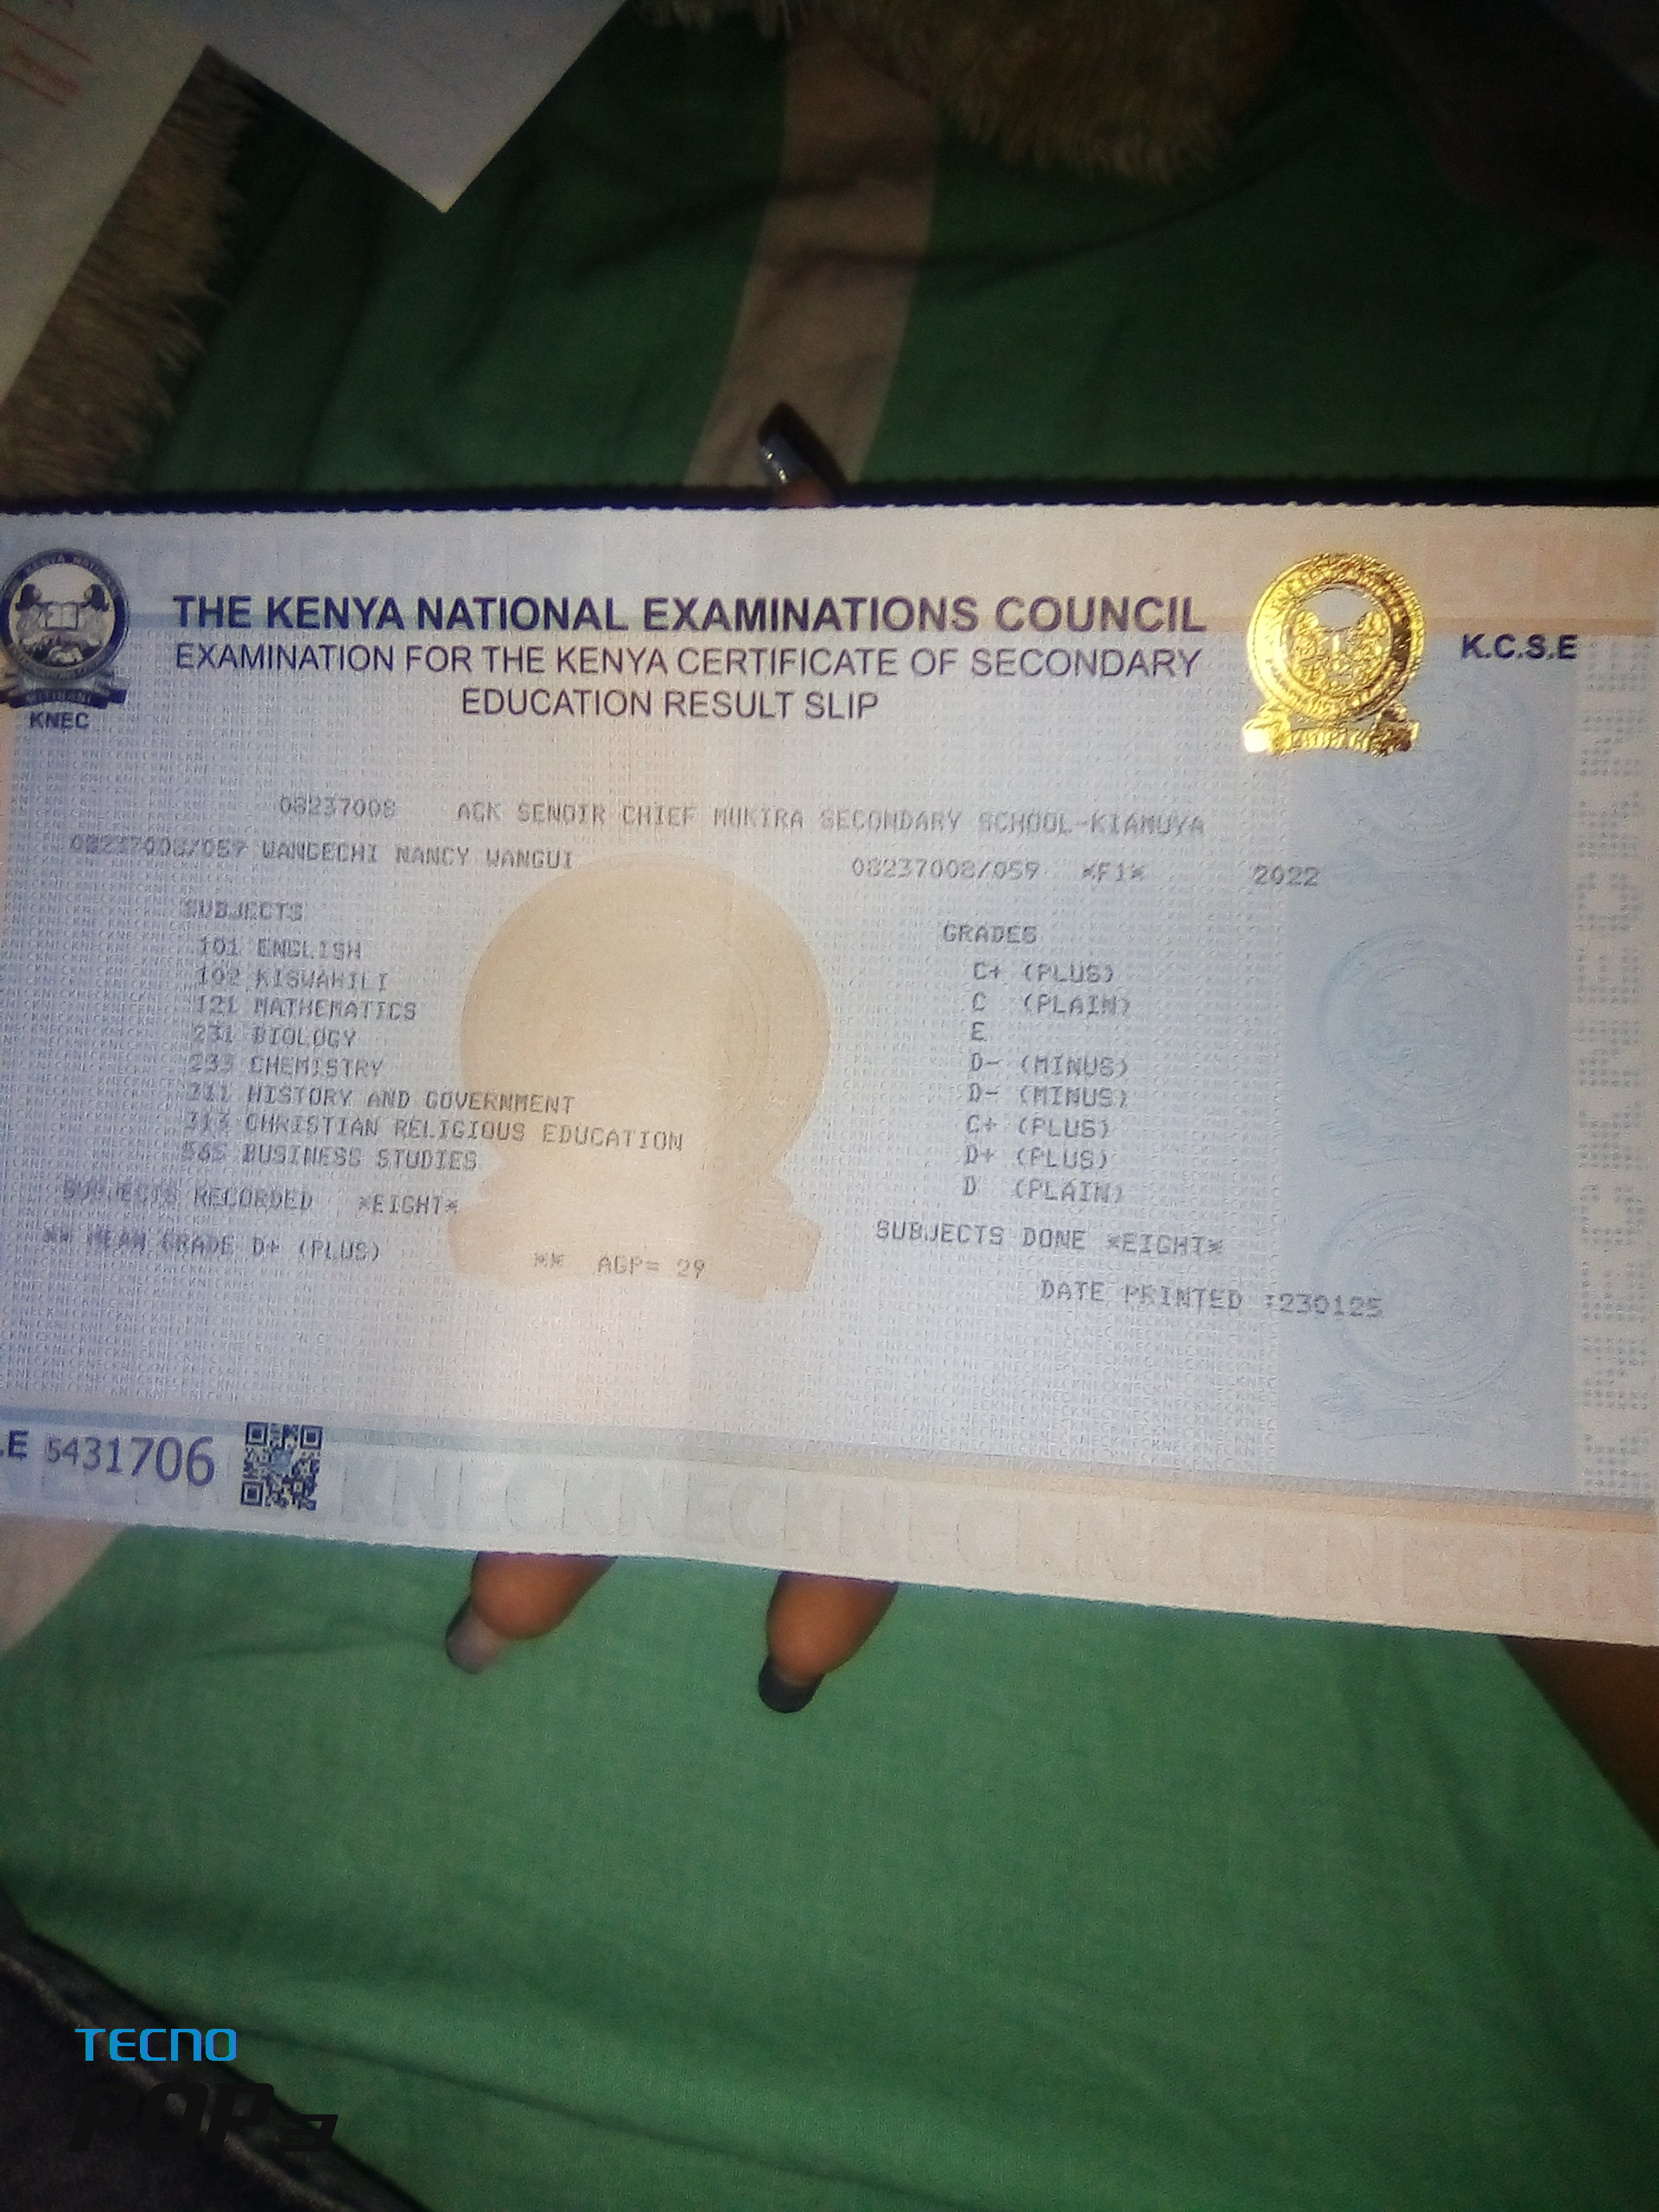 THE KENYA NATIONAL EXAMINATIONS COUNCIL
EXAMINATION FOR THE KENYA CERTIFICATE OF SECONDARY
EDUCATION RESULT SLIP
K.C.S.E
KNEC
08237008 ACK SENOIR CHIEF MUKIRA SECONDARY SCHOOL-KIAMUYA
08237008/059 WANGECHI NANCY WANGUI 08237008/059 *F1* 2022
SUBJECTS GRADES
101 ENGLISH C+ (PLUS)
102 KISWAHILI C (PLAIN)
121 MATHEMATICS E
231 BIOLOGY D- (MINUS)
233 CHEMISTRY D- (MINUS)
311 HISTORY AND GOVERNMENT C+ (PLUS)
313 CHRISTIAN RELIGIOUS EDUCATION D+ (PLUS)
565 BUSINESS STUDIES D (PLAIN)
SUBJECTS RECORDED *EIGHT* SUBJECTS DONE *EIGHT*
** MEAN GRADE D+ (PLUS) ** AGP= 29
DATE PRINTED :230125
.E 5431706
TECNO
POP 3